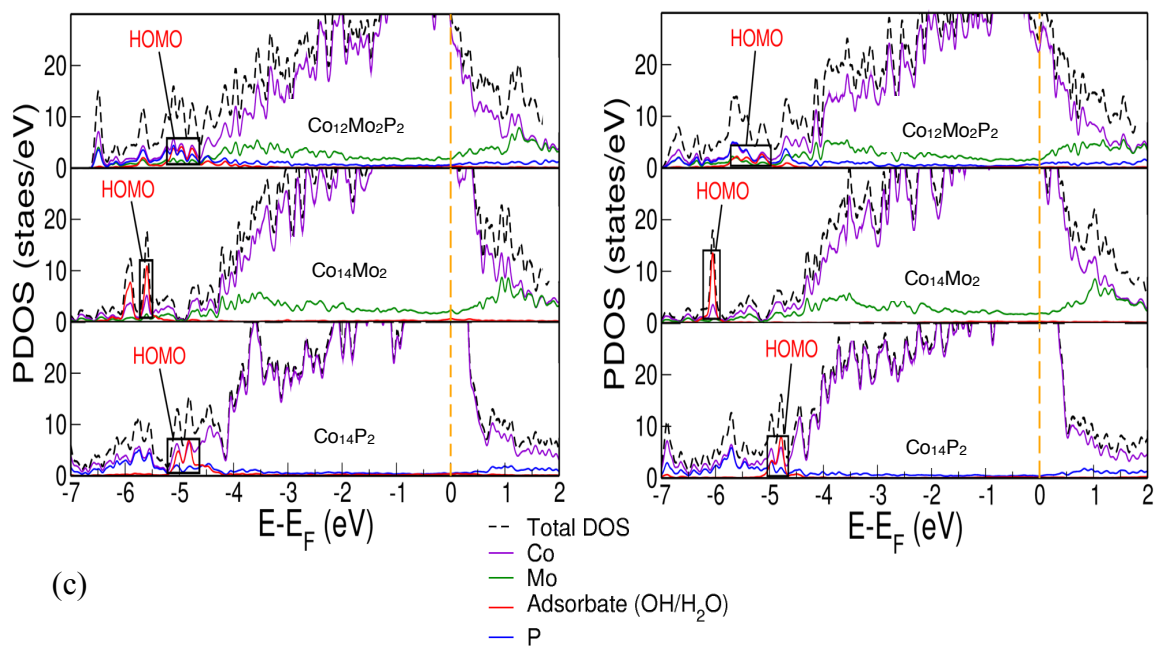 PDOS (staes/eV)
HOMO
Co12Mo2P2
20
10
0
HOMO
Co14Mo2
20
10
0
HOMO
Co14P2
20
10
0
-7 -6 -5 -4 -3 -2 -1 0 1 2
E-EF (eV)
PDOS (states/eV)
HOMO
Co12Mo2P2
20
10
0
HOMO
Co14Mo2
20
10
0
HOMO
Co14P2
20
10
0
-7 -6 -5 -4 -3 -2 -1 0 1 2
E-EF (eV)
Total DOS
Co
Mo
Adsorbate (OH/H2O)
P
(c)